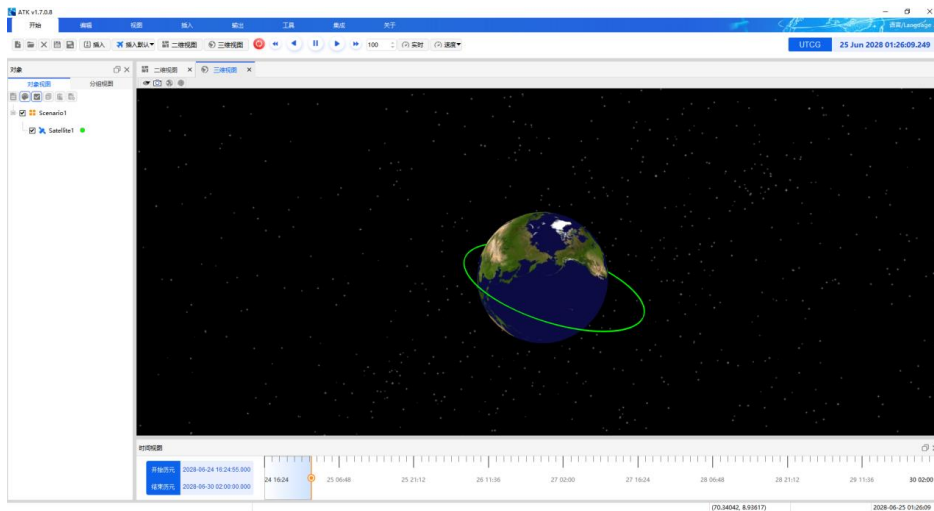 ATK v1.7.0.8
开始 编辑 视图 插入 输出 工具 集成 关于 语言/Language
插入 插入默认 二维视图 三维视图 100 实时 速度 UTCG 25 Jun 2028 01:26:09.249
对象
对象视图 分组视图
Scenario1
Satellite1
二维视图 三维视图
时间视图
开始历元 2028-06-24 16:24:55.000
结束历元 2028-06-30 02:00:00.000
24 16:24 25 06:48 25 21:12 26 11:36 27 02:00 27 16:24 28 06:48 28 21:12 29 11:36 30 02:00
(70.34042, 8.93617) 2028-06-25 01:26:09